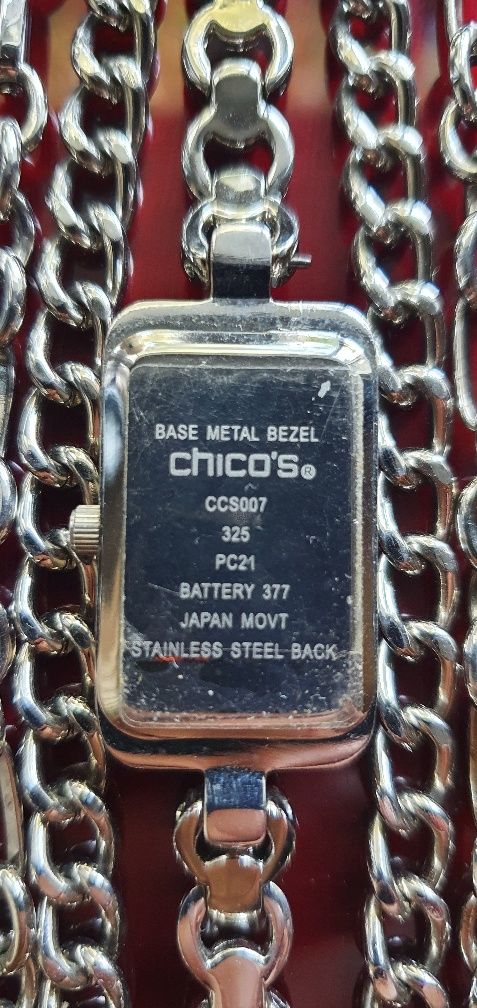 BASE METAL BEZEL
chico's®
CCS007
325
PC21
BATTERY 377
JAPAN MOVT
STAINLESS STEEL BACK